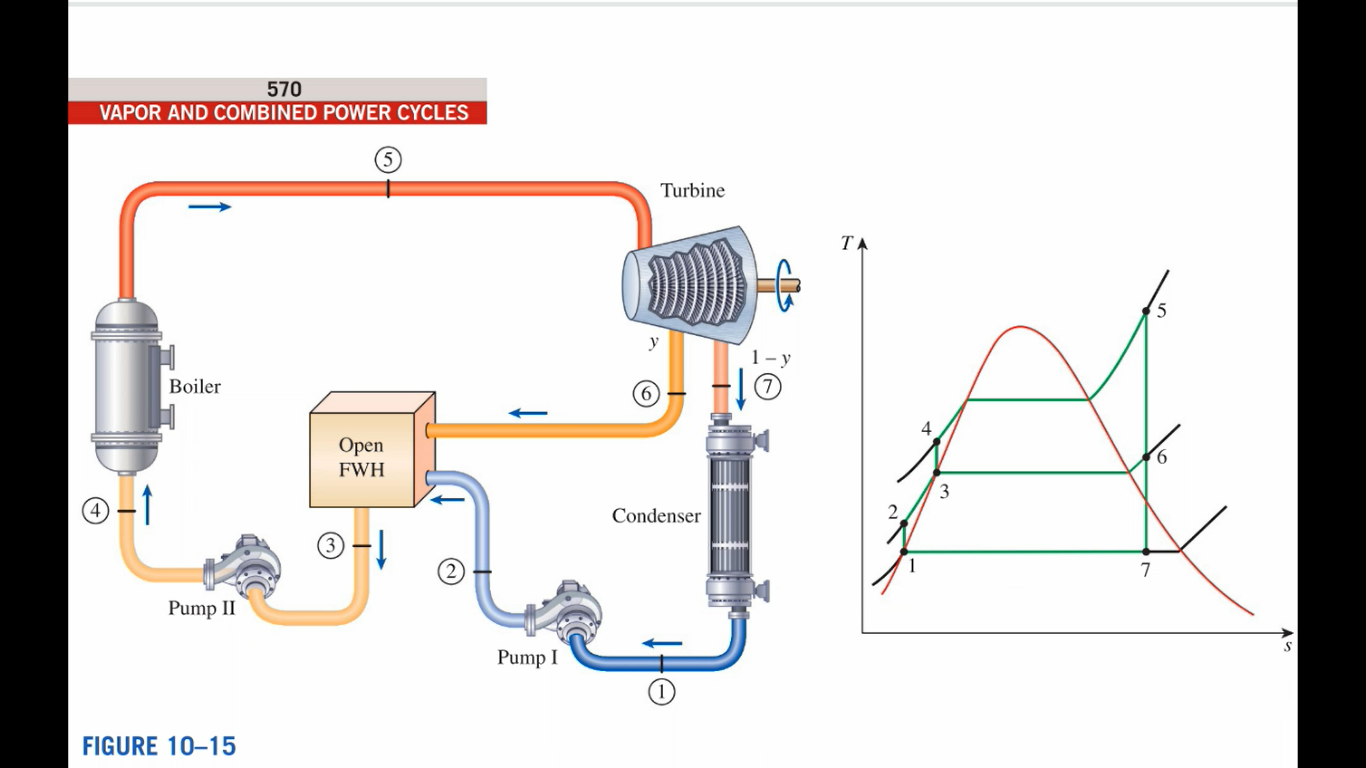 570
VAPOR AND COMBINED POWER CYCLES
5
Turbine
T
5
y
1 – y
Boiler
6
7
4
6
Open
FWH
3
4
2
Condenser
3
2
1
7
Pump II
s
Pump I
1
FIGURE 10–15